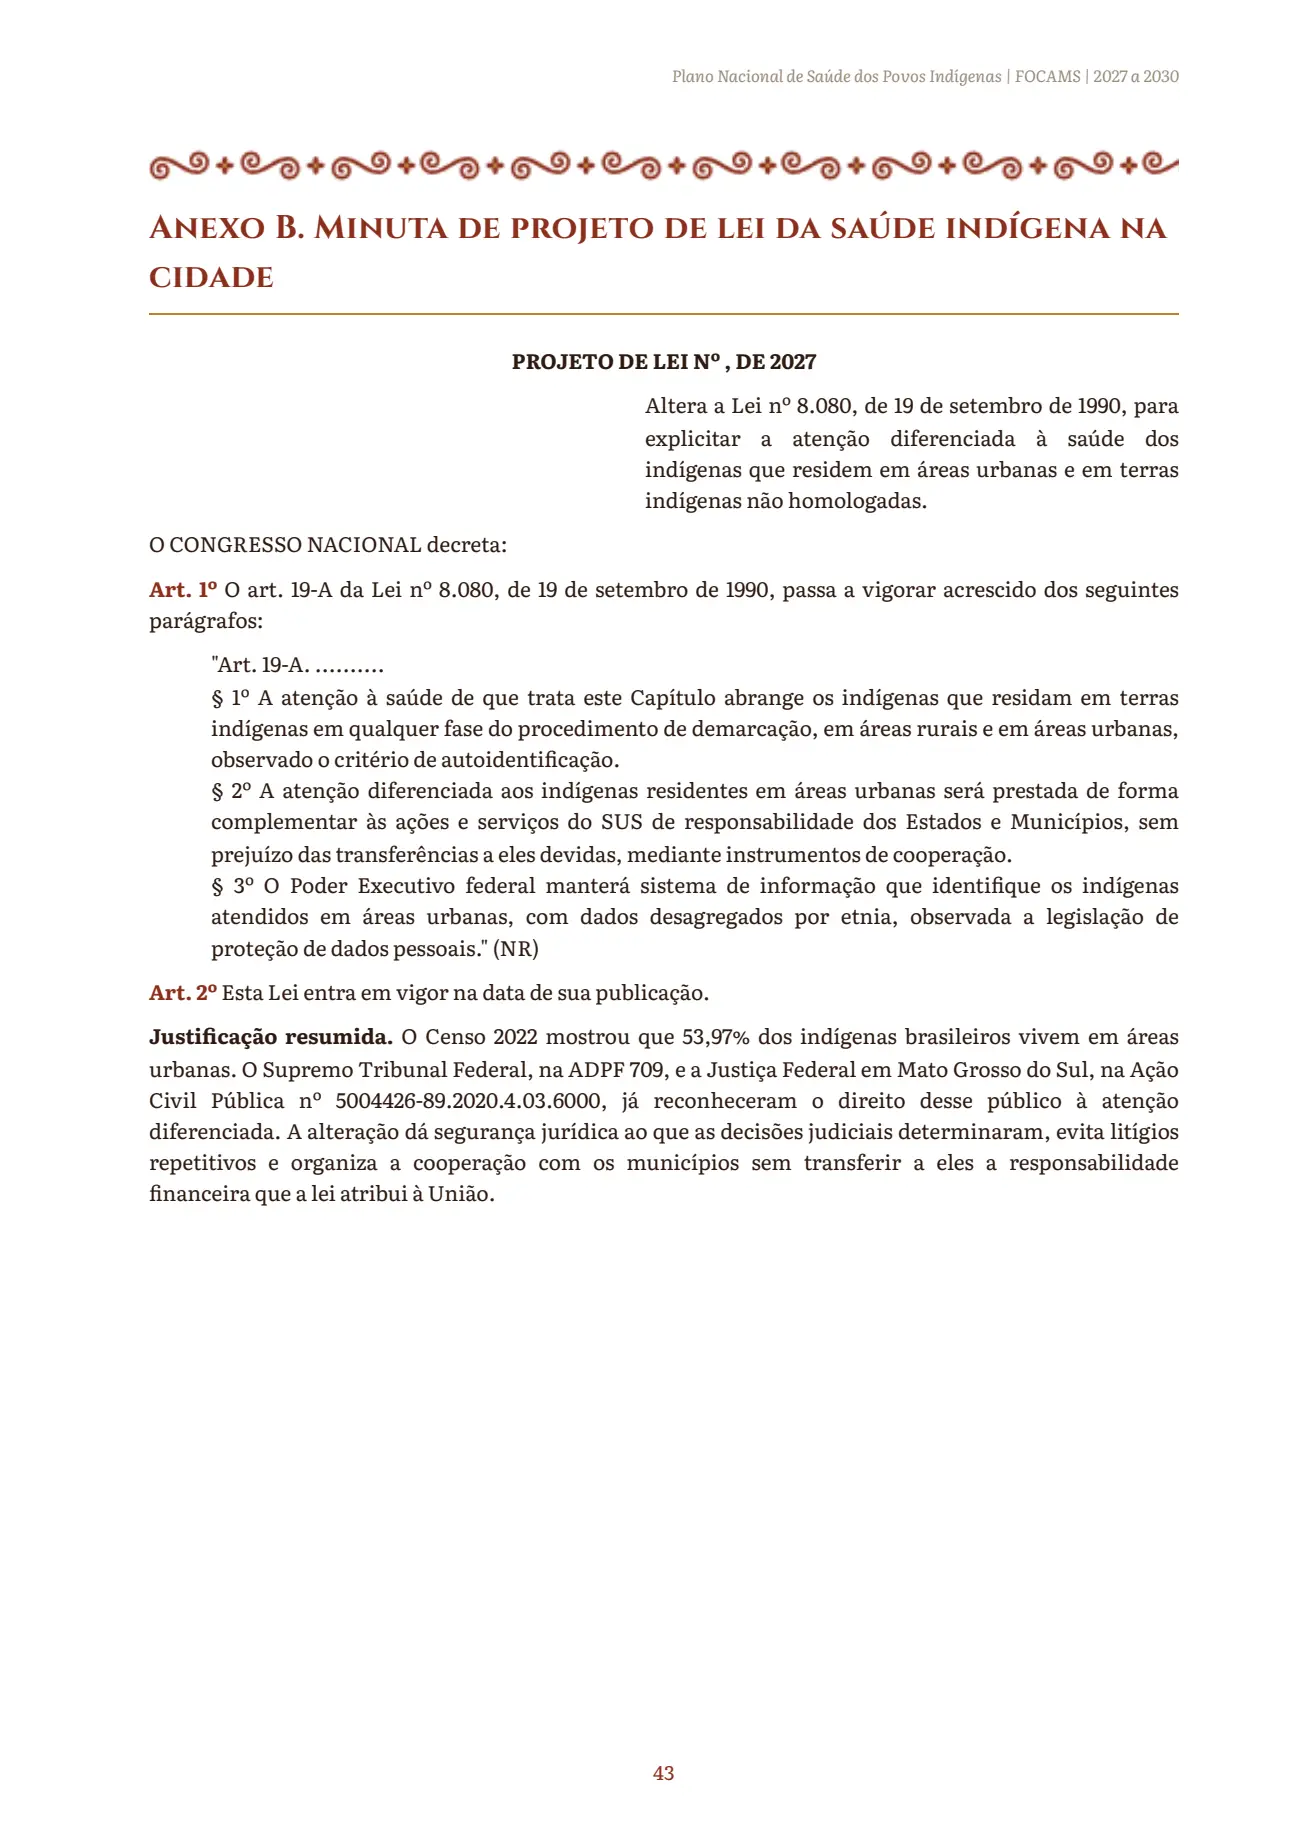 Plano Nacional de Saúde dos Povos Indígenas | FOCAMS | 2027 a 2030
Anexo B. Minuta de projeto de lei da saúde indígena na
cidade
PROJETO DE LEI Nº , DE 2027
Altera a Lei nº 8.080, de 19 de setembro de 1990, para
explicitar a atenção diferenciada à saúde dos
indígenas que residem em áreas urbanas e em terras
indígenas não homologadas.
O CONGRESSO NACIONAL decreta:
Art. 1º O art. 19-A da Lei nº 8.080, de 19 de setembro de 1990, passa a vigorar acrescido dos seguintes
parágrafos:
"Art. 19-A. ..........
§ 1º A atenção à saúde de que trata este Capítulo abrange os indígenas que residam em terras
indígenas em qualquer fase do procedimento de demarcação, em áreas rurais e em áreas urbanas,
observado o critério de autoidentificação.
§ 2º A atenção diferenciada aos indígenas residentes em áreas urbanas será prestada de forma
complementar às ações e serviços do SUS de responsabilidade dos Estados e Municípios, sem
prejuízo das transferências a eles devidas, mediante instrumentos de cooperação.
§ 3º O Poder Executivo federal manterá sistema de informação que identifique os indígenas
atendidos em áreas urbanas, com dados desagregados por etnia, observada a legislação de
proteção de dados pessoais." (NR)
Art. 2º Esta Lei entra em vigor na data de sua publicação.
Justificação resumida. O Censo 2022 mostrou que 53,97% dos indígenas brasileiros vivem em áreas
urbanas. O Supremo Tribunal Federal, na ADPF 709, e a Justiça Federal em Mato Grosso do Sul, na Ação
Civil Pública nº 5004426-89.2020.4.03.6000, já reconheceram o direito desse público à atenção
diferenciada. A alteração dá segurança jurídica ao que as decisões judiciais determinaram, evita litígios
repetitivos e organiza a cooperação com os municípios sem transferir a eles a responsabilidade
financeira que a lei atribui à União.
43